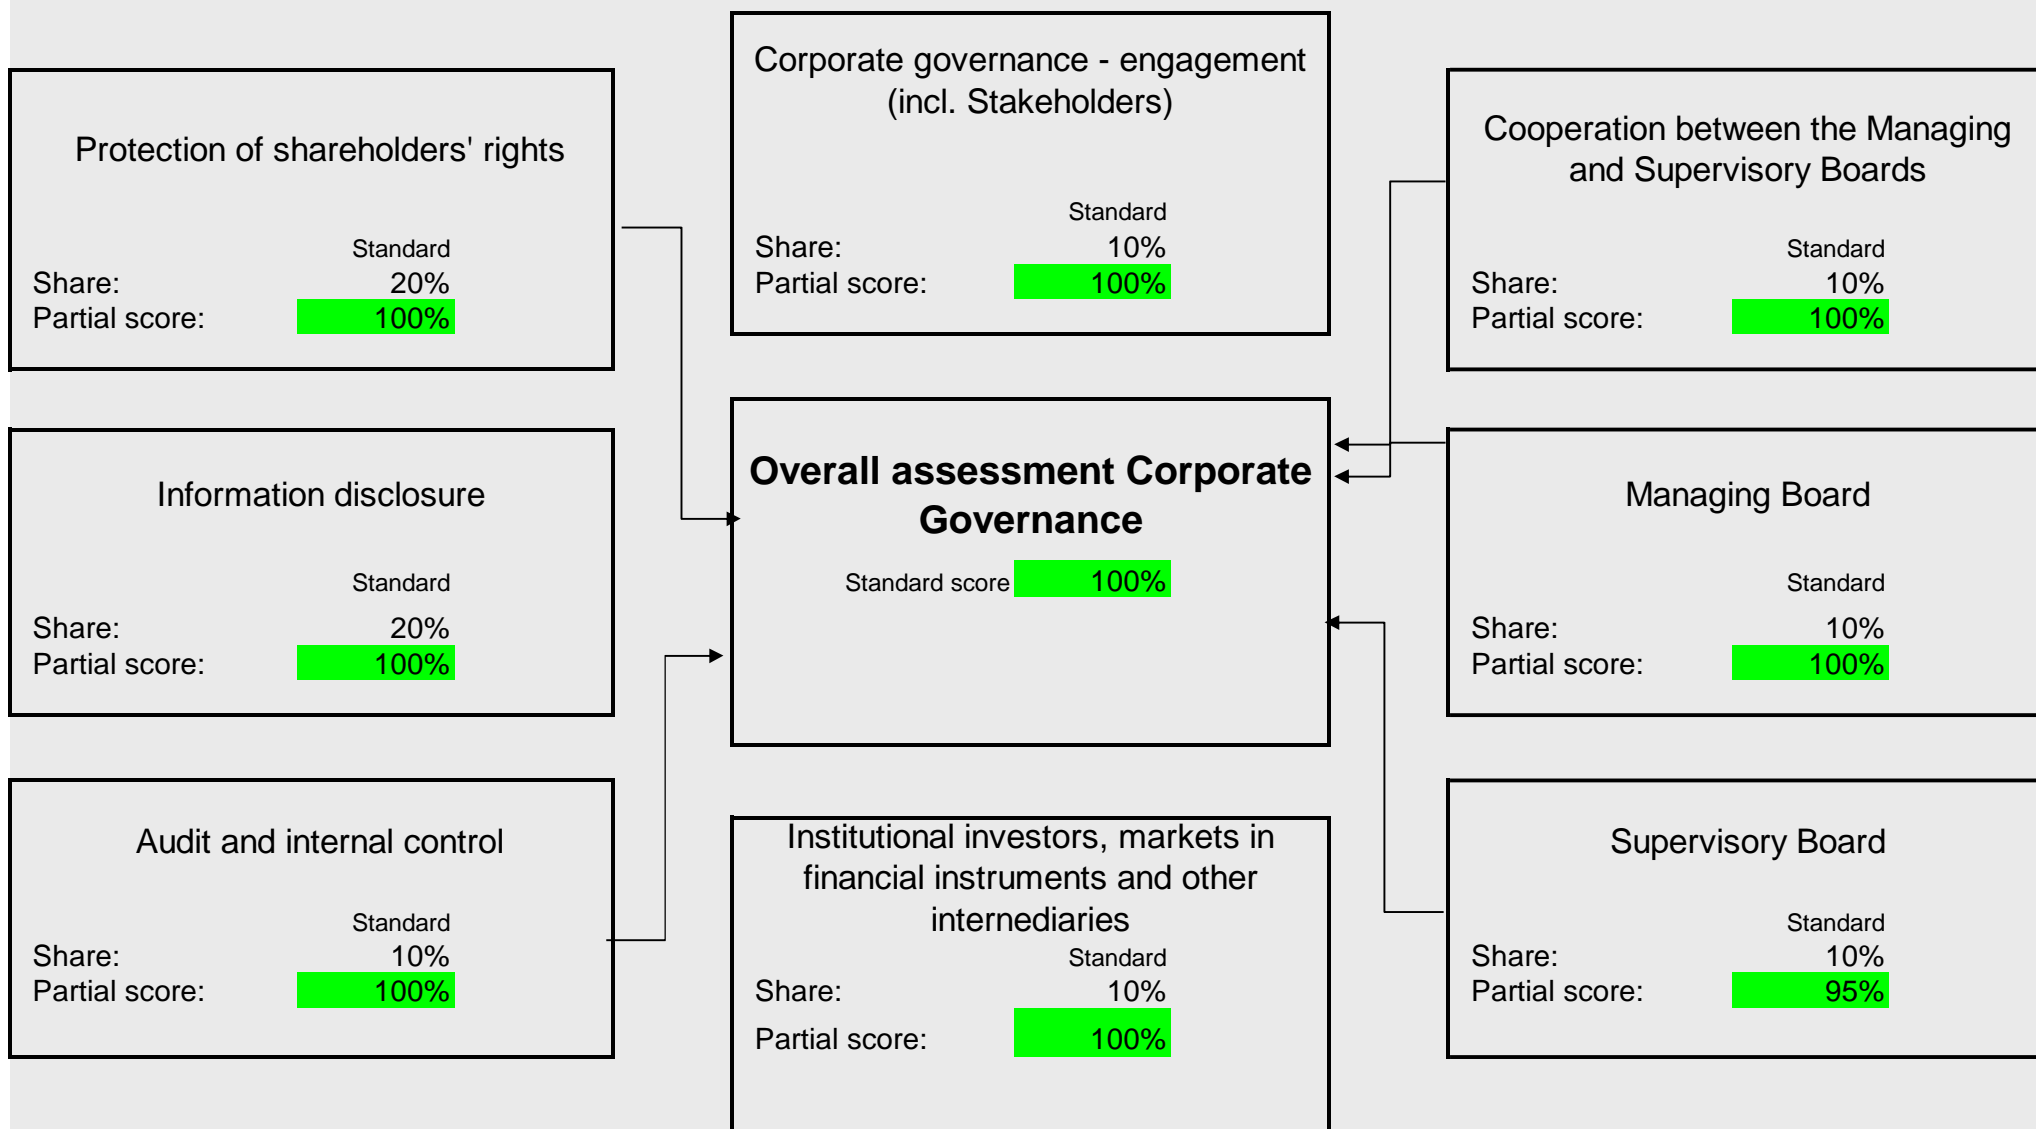 Protection of shareholders' rights
Standard
Share: 20%
Partial score: 100%
Corporate governance - engagement
(incl. Stakeholders)
Standard
Share: 10%
Partial score: 100%
Cooperation between the Managing
and Supervisory Boards
Standard
Share: 10%
Partial score: 100%
Information disclosure
Standard
Share: 20%
Partial score: 100%
Overall assessment Corporate
Governance
Standard score 100%
Managing Board
Standard
Share: 10%
Partial score: 100%
Audit and internal control
Standard
Share: 10%
Partial score: 100%
Institutional investors, markets in
financial instruments and other
internediaries
Standard
Share: 10%
Partial score: 100%
Supervisory Board
Standard
Share: 10%
Partial score: 95%